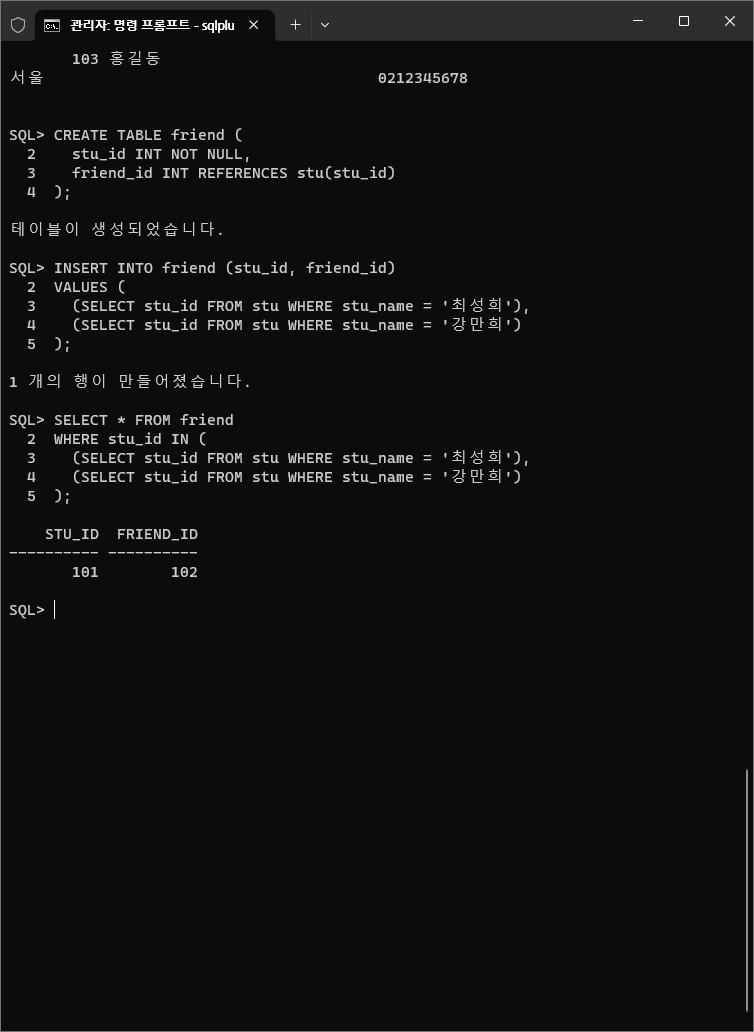 관리자: 명령 프롬프트 - sqlplu
103 홍길동
서울 0212345678
SQL> CREATE TABLE friend (
2 stu_id INT NOT NULL,
3 friend_id INT REFERENCES stu(stu_id)
4 );
테이블이 생성되었습니다.
SQL> INSERT INTO friend (stu_id, friend_id)
2 VALUES (
3 (SELECT stu_id FROM stu WHERE stu_name = '최성희'),
4 (SELECT stu_id FROM stu WHERE stu_name = '강만희')
5 );
1 개의 행이 만들어졌습니다.
SQL> SELECT * FROM friend
2 WHERE stu_id IN (
3 (SELECT stu_id FROM stu WHERE stu_name = '최성희'),
4 (SELECT stu_id FROM stu WHERE stu_name = '강만희')
5 );
STU_ID FRIEND_ID
---------- ----------
101 102
SQL>